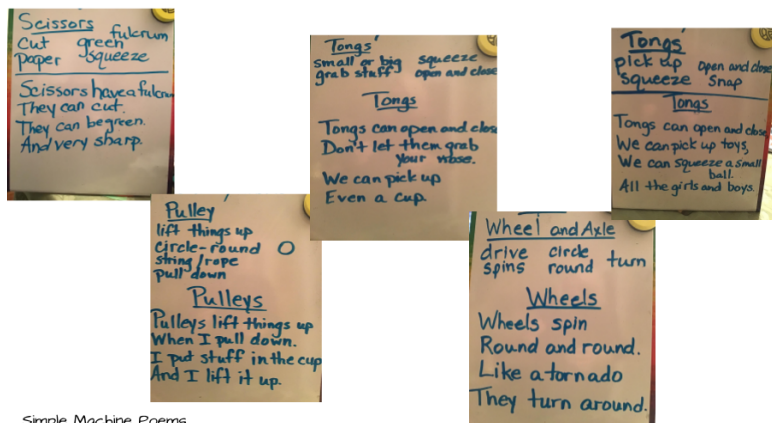 Scissors
cut green fulcrum
paper squeeze
Scissors have a fulcrum
They can cut.
They can be green.
And very sharp.
Tongs
small or big squeeze
grab stuff open and close
Tongs
Tongs can open and close
Don't let them grab
your nose.
We can pick up
Even a cup.
Tongs
pick up open and close
squeeze snap
Tongs
Tongs can open and close
We can pick up toys,
We can squeeze a small
ball.
All the girls and boys.
Pulley
lift things up
circle-round
string/rope
pull down
Pulleys
Pulleys lift things up
When I pull down.
I put stuff in the cup
And I lift it up.
Wheel and Axle
drive circle turn
spins round
Wheels
Wheels spin
Round and round.
Like a tornado
They turn around.
Simple Machine Poems